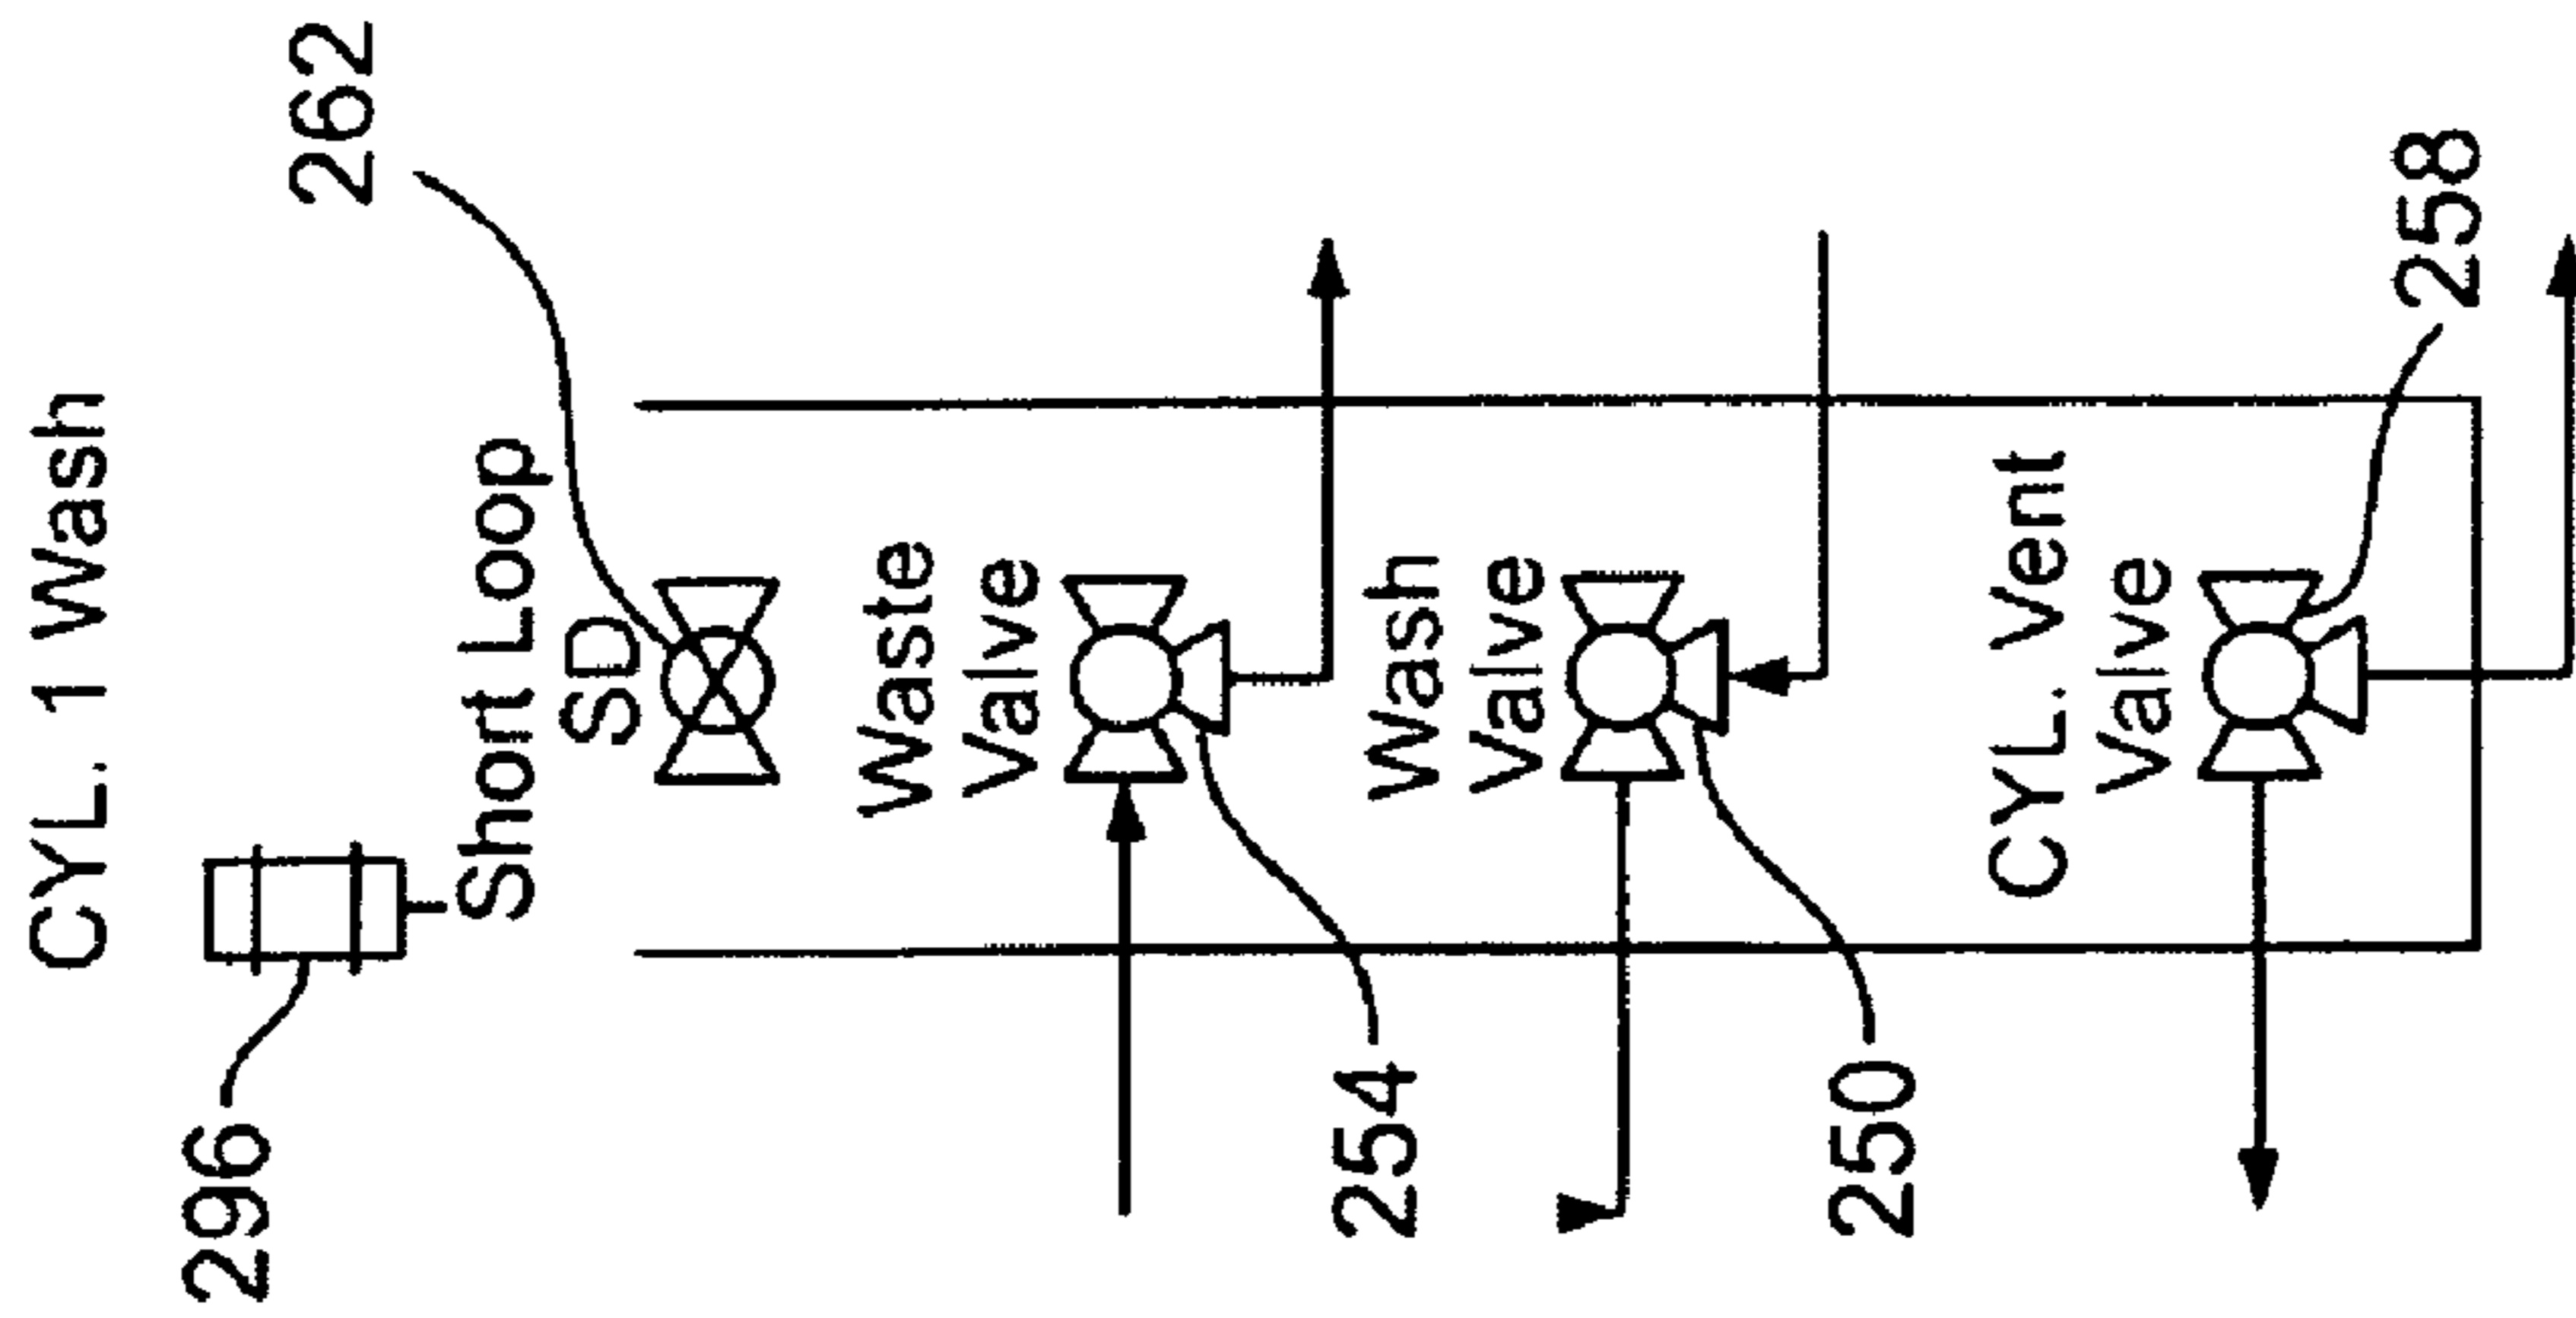 CYL. 1 Wash
296
262
Short Loop
SD
Waste
Valve
254
Wash
Valve
250
CYL. Vent
Valve
258